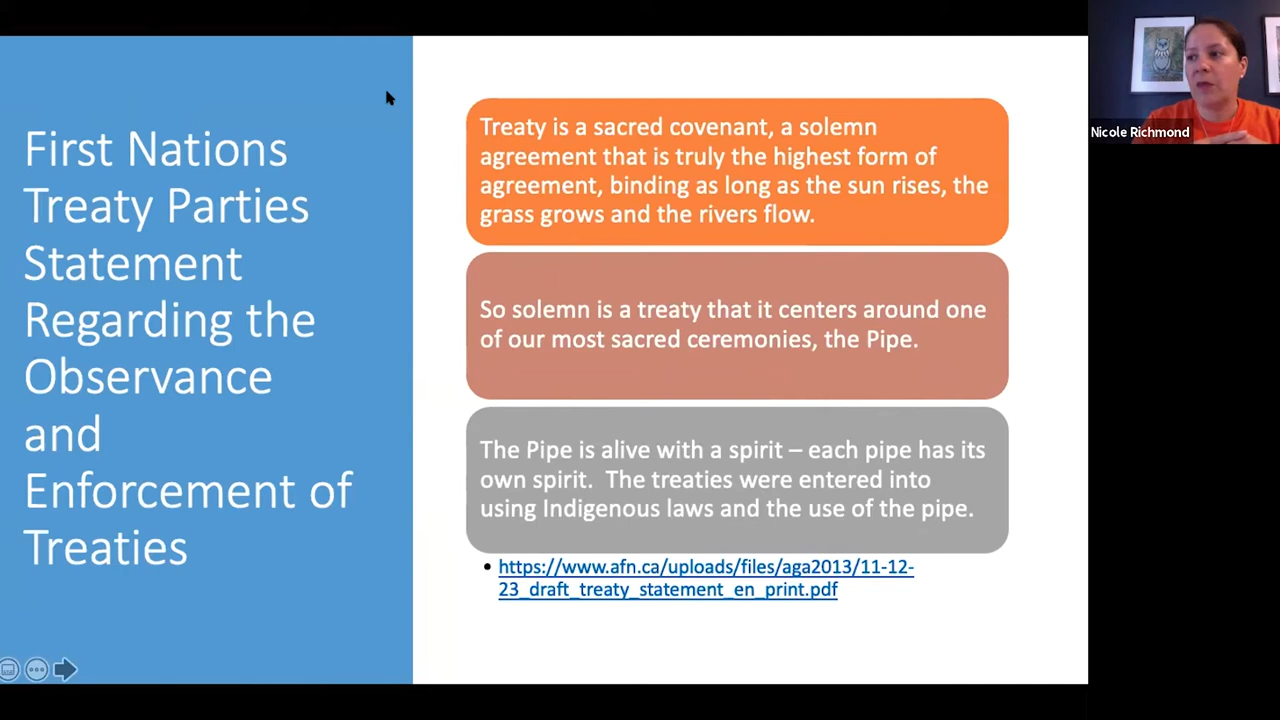 First Nations
Treaty Parties
Statement
Regarding the
Observance
and
Enforcement of
Treaties
Treaty is a sacred covenant, a solemn
agreement that is truly the highest form of
agreement, binding as long as the sun rises, the
grass grows and the rivers flow.
So solemn is a treaty that it centers around one
of our most sacred ceremonies, the Pipe.
The Pipe is alive with a spirit – each pipe has its
own spirit.  The treaties were entered into
using Indigenous laws and the use of the pipe.
• https://www.afn.ca/uploads/files/aga2013/11-12-
23_draft_treaty_statement_en_print.pdf
Nicole Richmond